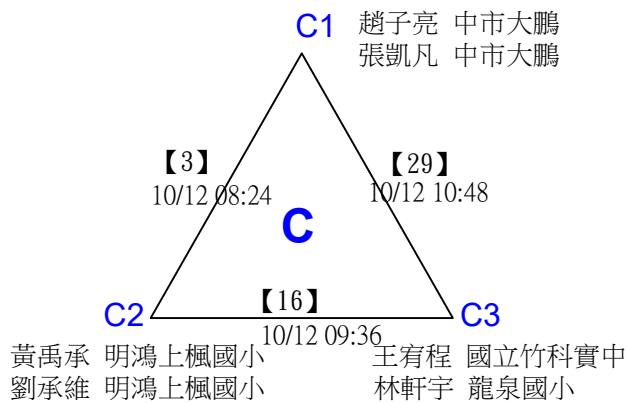 C1
趙子亮 中市大鵬
張凱凡 中市大鵬
【3】
10/12 08:24
【29】
10/12 10:48
C
C2
【16】
10/12 09:36
C3
黃禹承 明鴻上楓國小
劉承維 明鴻上楓國小
王宥程 國立竹科實中
林軒宇 龍泉國小